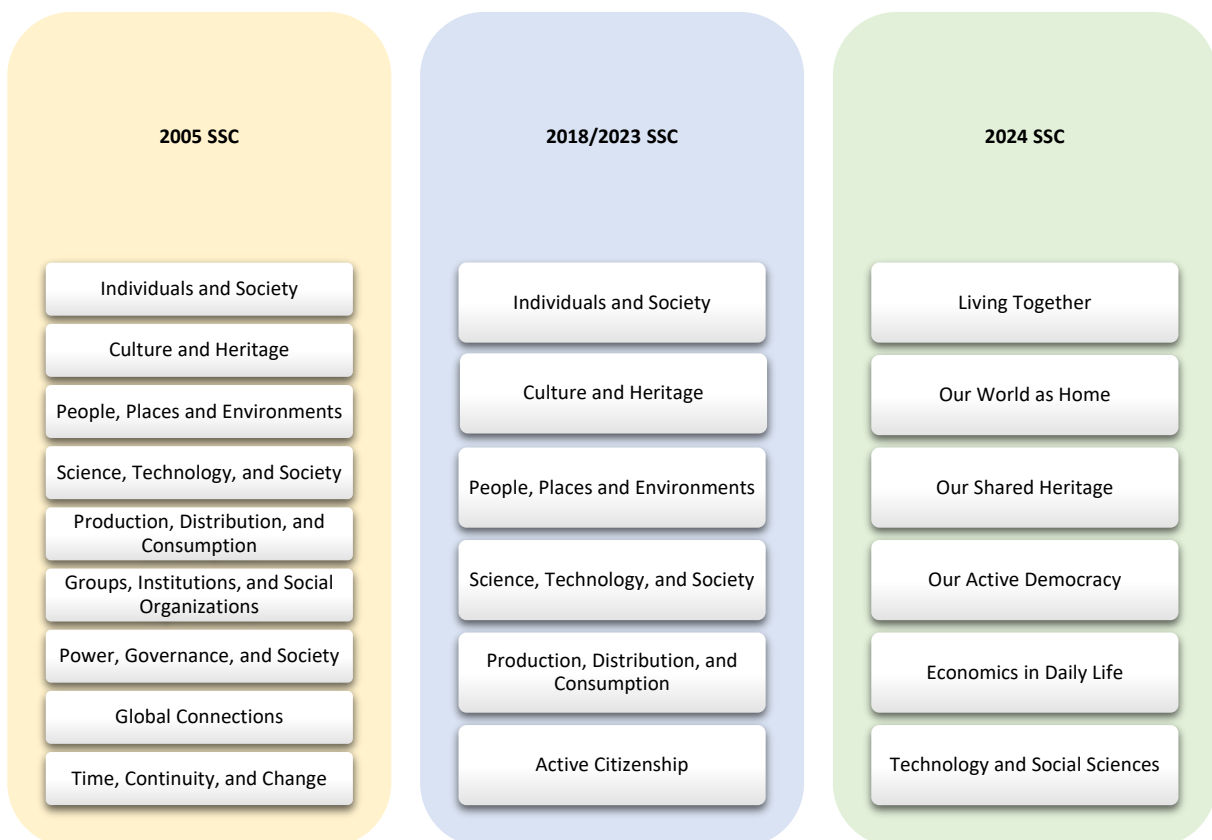 2005 SSC
Individuals and Society
Culture and Heritage
People, Places and Environments
Science, Technology, and Society
Production, Distribution, and
Consumption
Groups, Institutions, and Social
Organizations
Power, Governance, and Society
Global Connections
Time, Continuity, and Change
2018/2023 SSC
Individuals and Society
Culture and Heritage
People, Places and Environments
Science, Technology, and Society
Production, Distribution, and
Consumption
Active Citizenship
2024 SSC
Living Together
Our World as Home
Our Shared Heritage
Our Active Democracy
Economics in Daily Life
Technology and Social Sciences